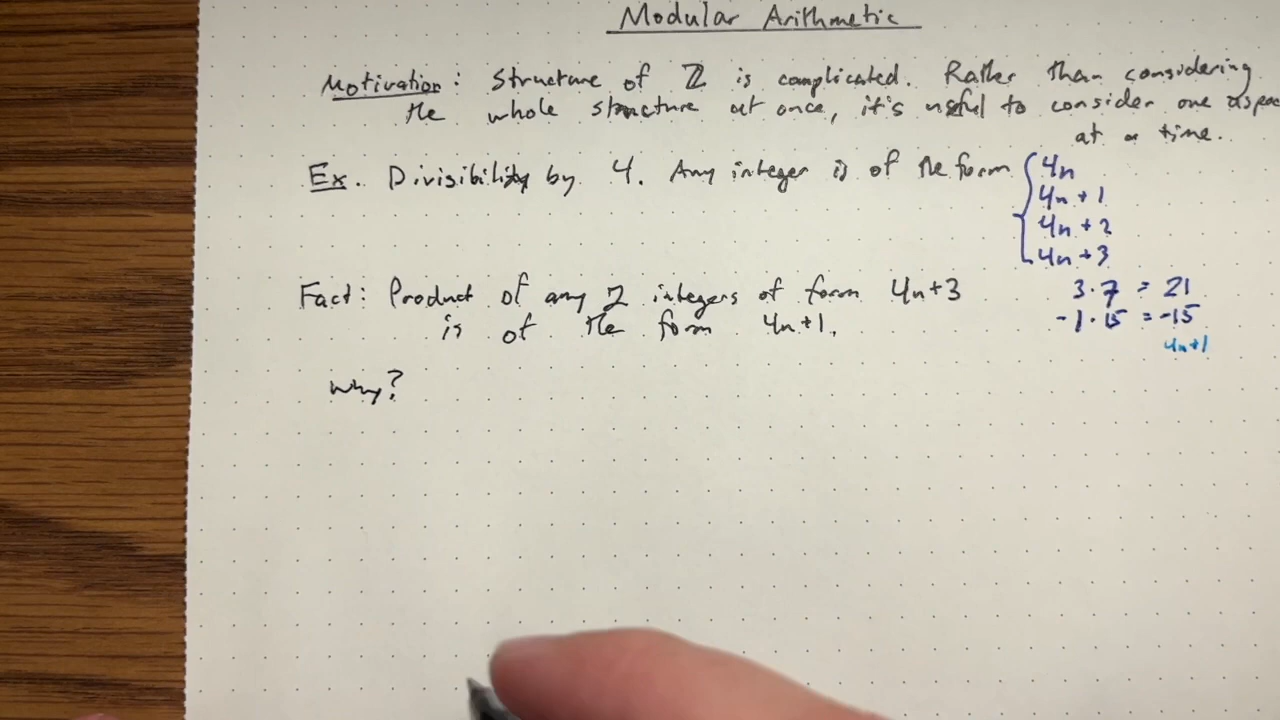 Modular Arithmetic
Motivation: Structure of ℤ is complicated. Rather than considering
the whole structure at once, it's useful to consider one
at a time.
Ex. Divisibility by 4. Any integer is of the form { 4n
4n + 1
4n + 2
4n + 3
Fact: Product of any 2 integers of form 4n+3
is of the form 4n+1.
3·7 = 21
-1·15 = -15
4n+1
Why?